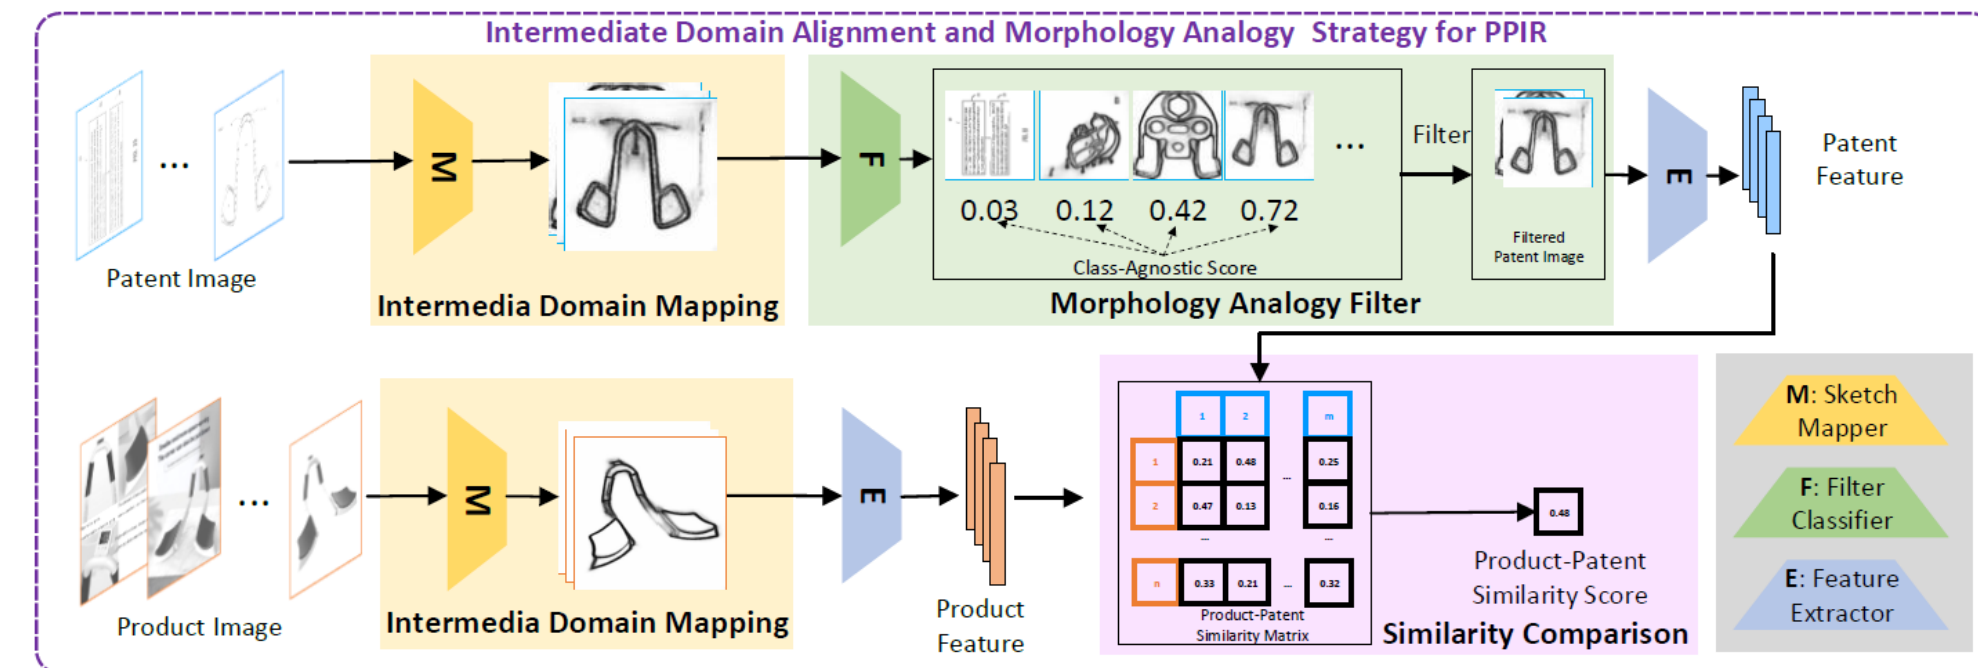 Intermediate Domain Alignment and Morphology Analogy Strategy for PPIR
Patent Image
...
M
Intermedia Domain Mapping
F
0.03 0.12 0.42 0.72
...
Class-Agnostic Score
Filter
Filtered
Patent Image
Morphology Analogy Filter
E
Patent
Feature
Product Image
...
M
Intermedia Domain Mapping
E
Product
Feature
1 2 m
1 0.21 0.48 ... 0.25
2 0.47 0.13 0.16
... ...
n 0.33 0.21 ... 0.32
Product-Patent
Similarity Matrix
0.48
Product-Patent
Similarity Score
Similarity Comparison
M: Sketch
Mapper
F: Filter
Classifier
E: Feature
Extractor